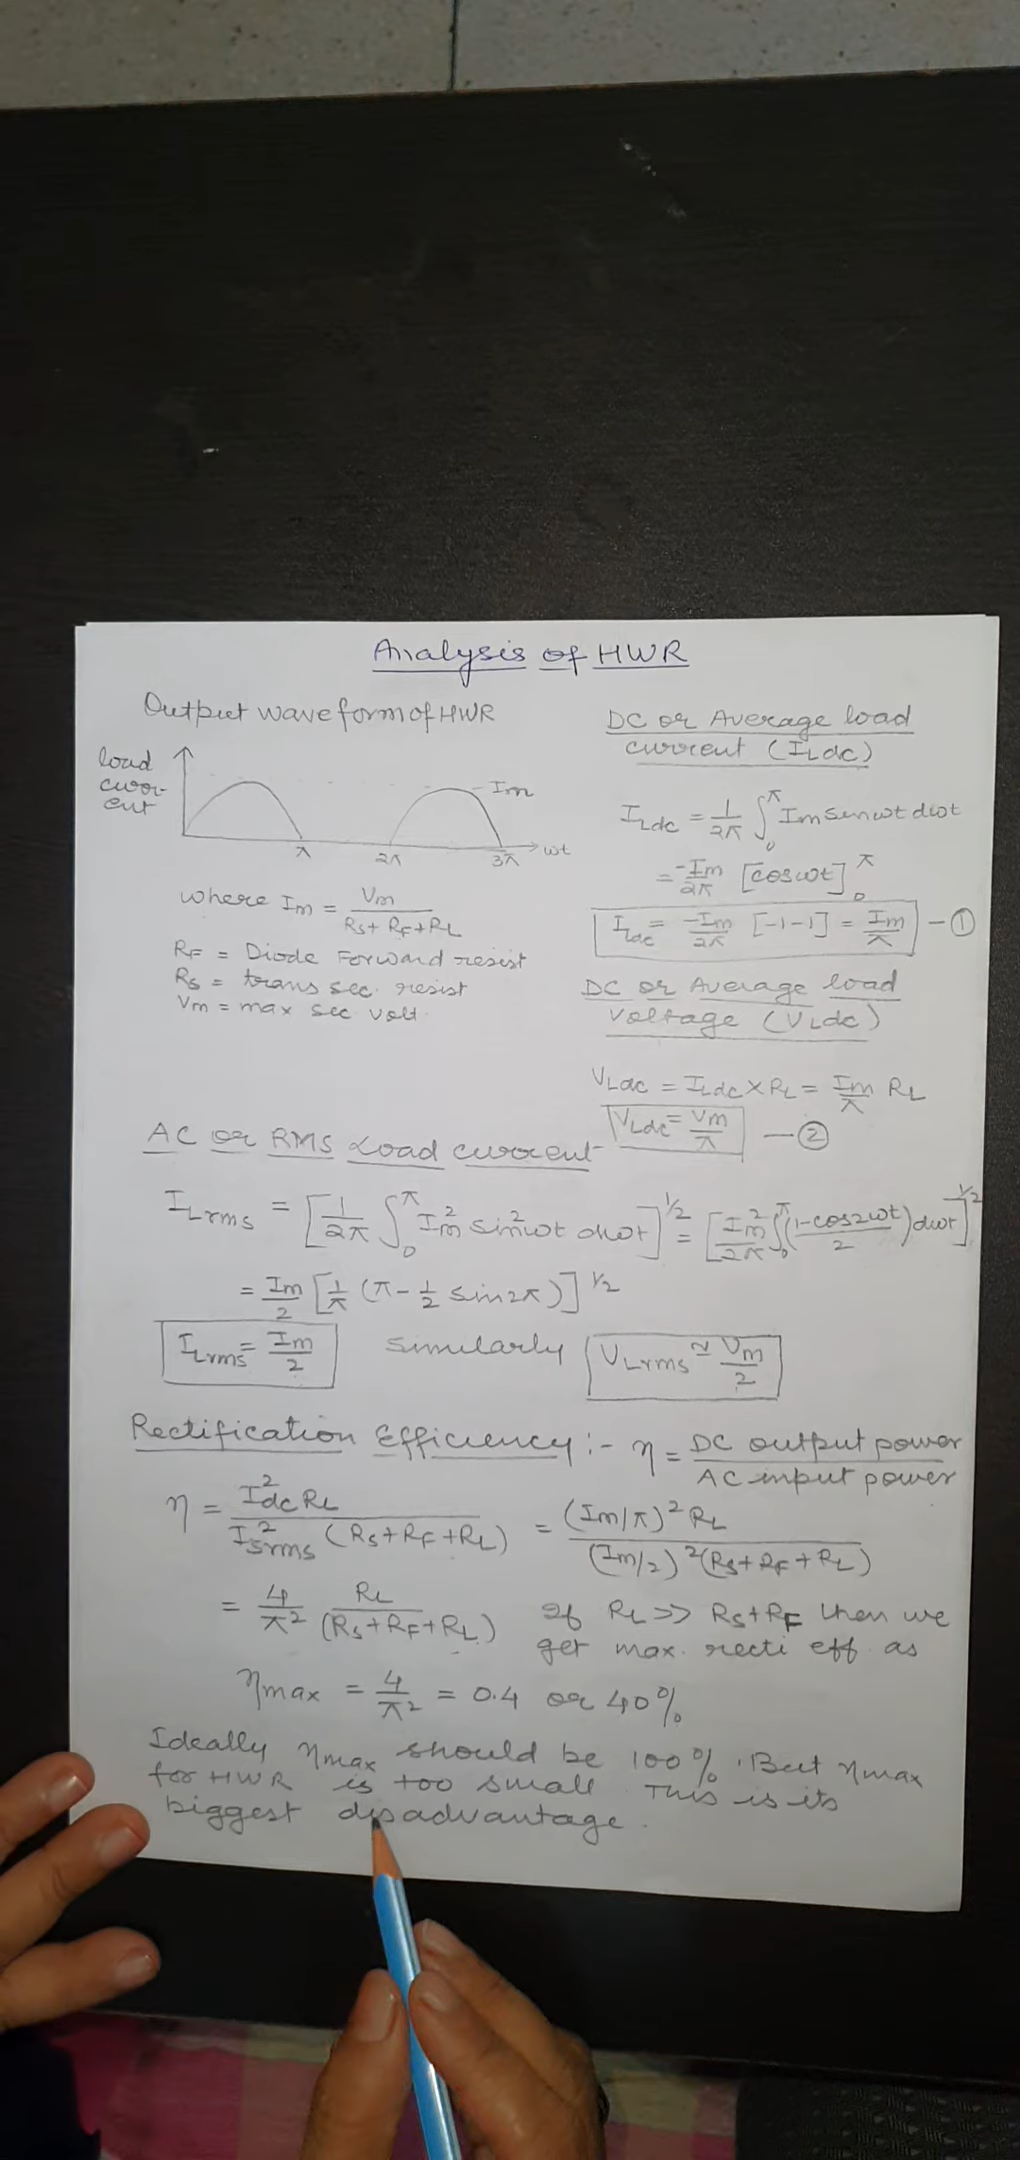 Analysis of HWR
Output waveform of HWR
load
curr-
ent
Im
π 2π 3π → ωt
where Im = Vm / (Rs + RF + RL)
RF = Diode Forward resist
Rs = trans sec. resist
Vm = max sec volt.
DC or Average load
current (ILdc)
ILdc = 1/2π ∫₀^π Im sinωt dωt
= -Im/2π [cosωt]₀^π
ILdc = -Im/2π [-1-1] = Im/π — ①
DC or Average load
Voltage (VLdc)
VLdc = ILdc × RL = Im/π RL
VLdc = Vm/π — ②
AC or RMS Load current
ILrms = [1/2π ∫₀^π Im² sin²ωt dωt]^1/2 = [Im²/2π ∫₀^π (1-cos2ωt / 2) dωt]^1/2
= Im/2 [1/π (π - 1/2 sin2π)]^1/2
ILrms = Im/2 Similarly VLrms ≃ Vm/2
Rectification Efficiency :- η = DC output power / AC input power
η = I²dc RL / I²srms (Rs + RF + RL) = (Im/π)² RL / (Im/2)² (Rs + RF + RL)
= 4/π² RL / (Rs + RF + RL) If RL >> Rs + RF then we
get max. recti eff. as
ηmax = 4/π² = 0.4 or 40%
Ideally ηmax should be 100%. But ηmax
for HWR is too small This is its
biggest disadvantage.